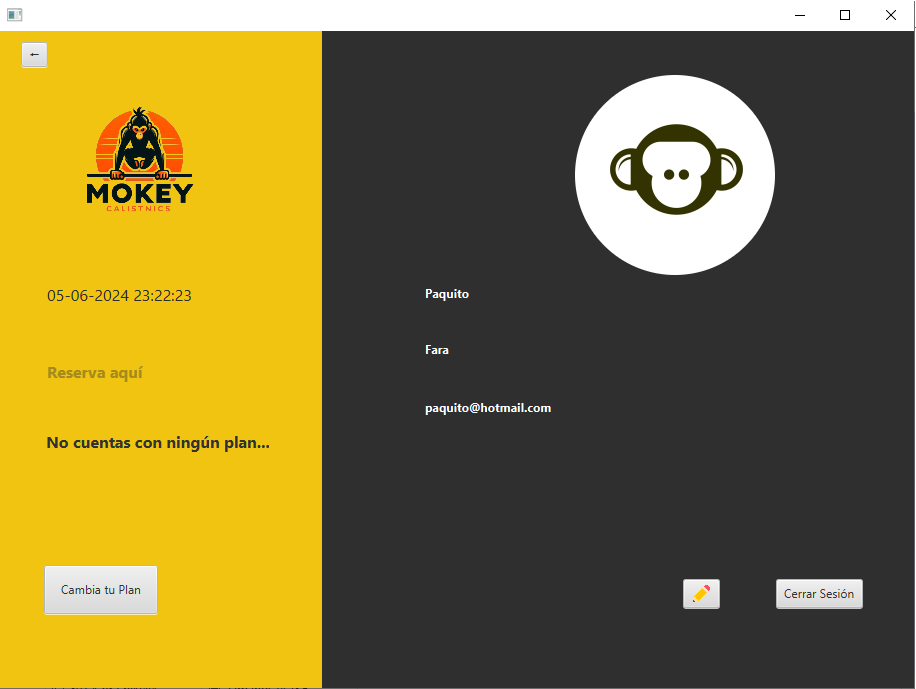 ←
MOKEY
CALISTNICS
05-06-2024 23:22:23
Reserva aquí
No cuentas con ningún plan...
Cambia tu Plan
Paquito
Fara
paquito@hotmail.com
Cerrar Sesión